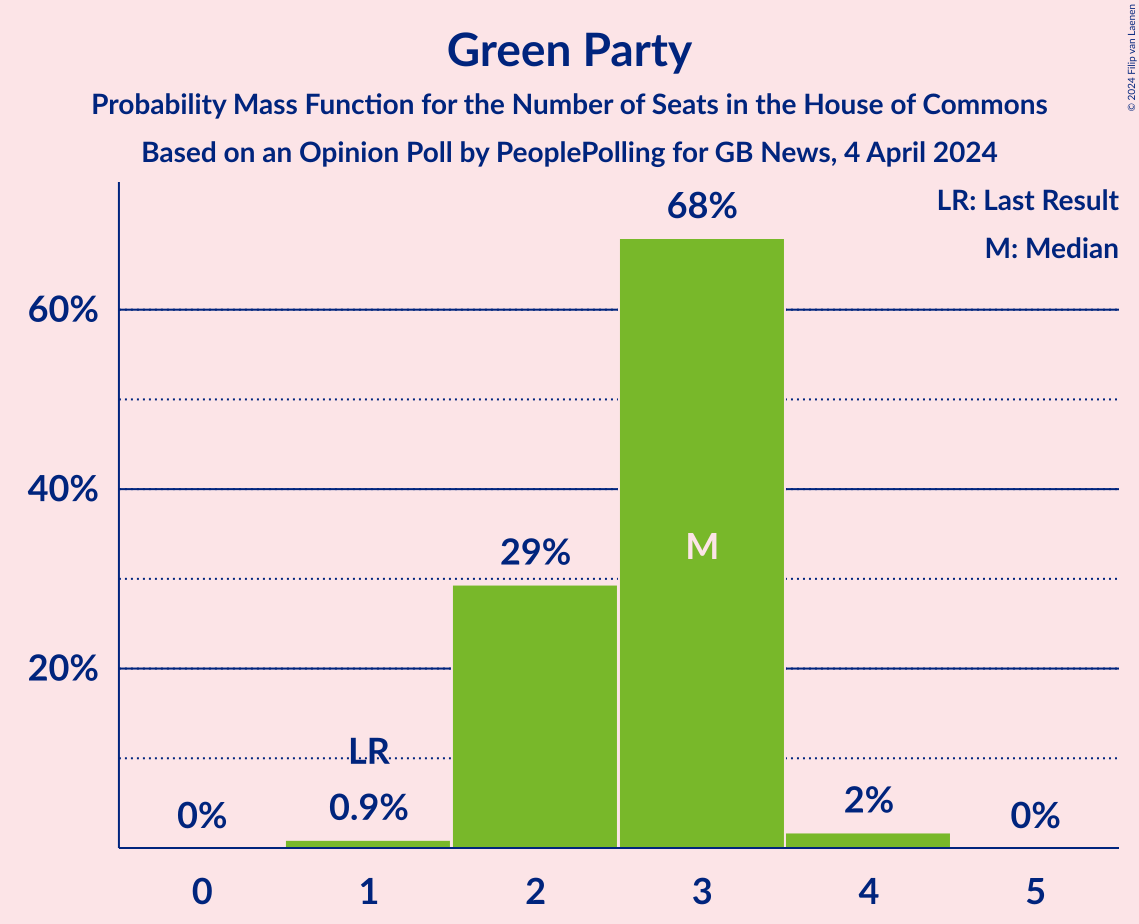 Green Party
Probability Mass Function for the Number of Seats in the House of Commons
Based on an Opinion Poll by PeoplePolling for GB News, 4 April 2024
© 2024 Filip van Laenen
LR: Last Result
M: Median
68%
60%
40%
M
29%
20%
LR
0% 0.9% 2% 0%
0 1 2 3 4 5